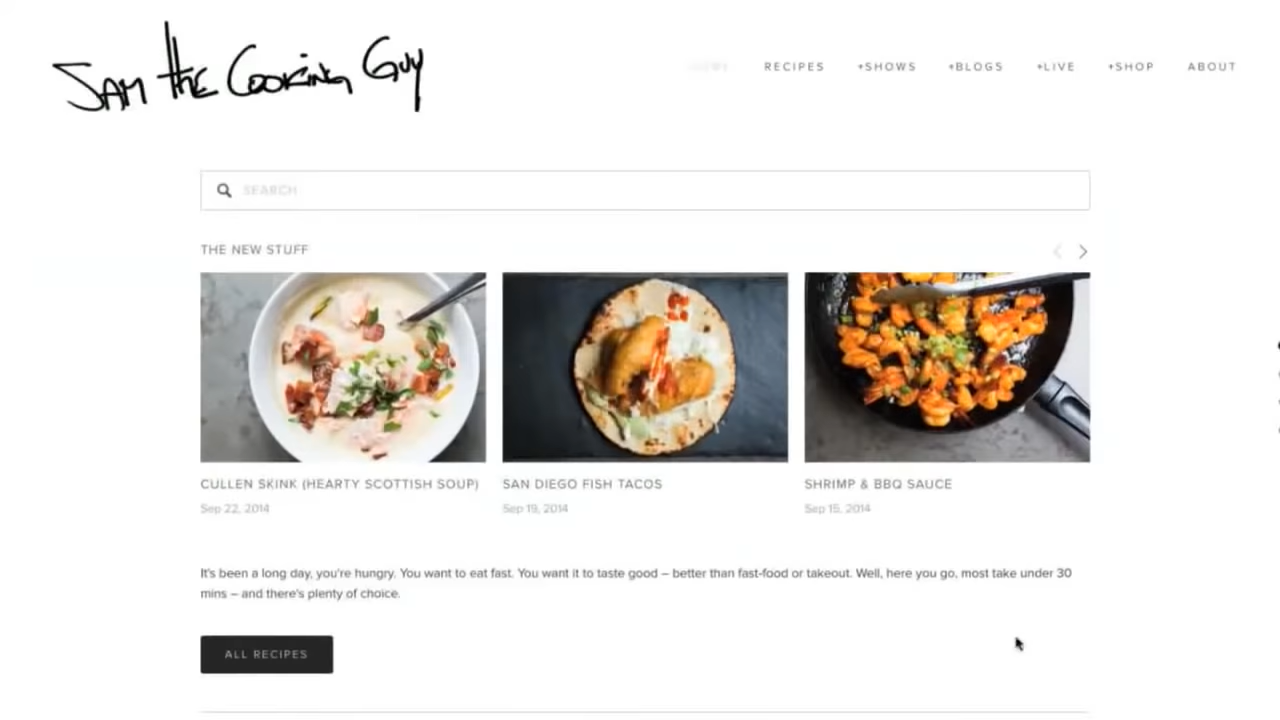 SAM the COOKING GUY
HOME RECIPES +SHOWS +BLOGS +LIVE +SHOP ABOUT
SEARCH
THE NEW STUFF
CULLEN SKINK (HEARTY SCOTTISH SOUP) SAN DIEGO FISH TACOS SHRIMP & BBQ SAUCE
Sep 22, 2014 Sep 19, 2014 Sep 15, 2014
It's been a long day, you're hungry. You want to eat fast. You want it to taste good – better than fast-food or takeout. Well, here you go, most take under 30
mins – and there's plenty of choice.
ALL RECIPES